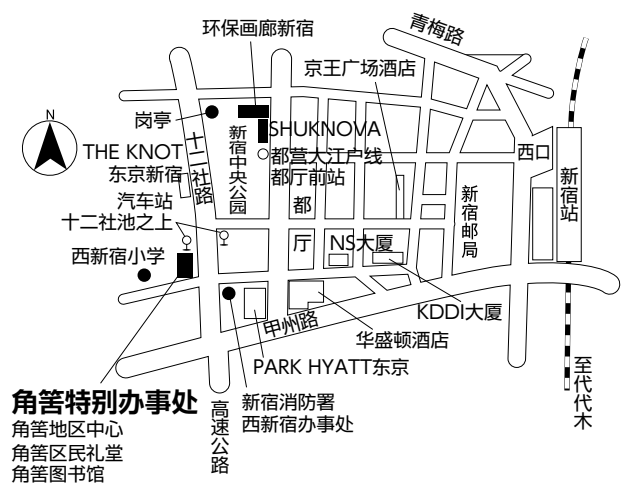 环保画廊新宿
青梅路
京王广场酒店
N
岗亭
SHUKNOVA
THE KNOT
东京新宿
十二社路
新宿中央公园
都营大江户线
都厅前站
西口
新宿站
汽车站
十二社池之上
都厅
NS大厦
新宿邮局
西新宿小学
KDDI大厦
甲州路
华盛顿酒店
PARK HYATT东京
至代代木
角筈特别办事处
角筈地区中心
角筈区民礼堂
角筈图书馆
高速公路
新宿消防署
西新宿办事处